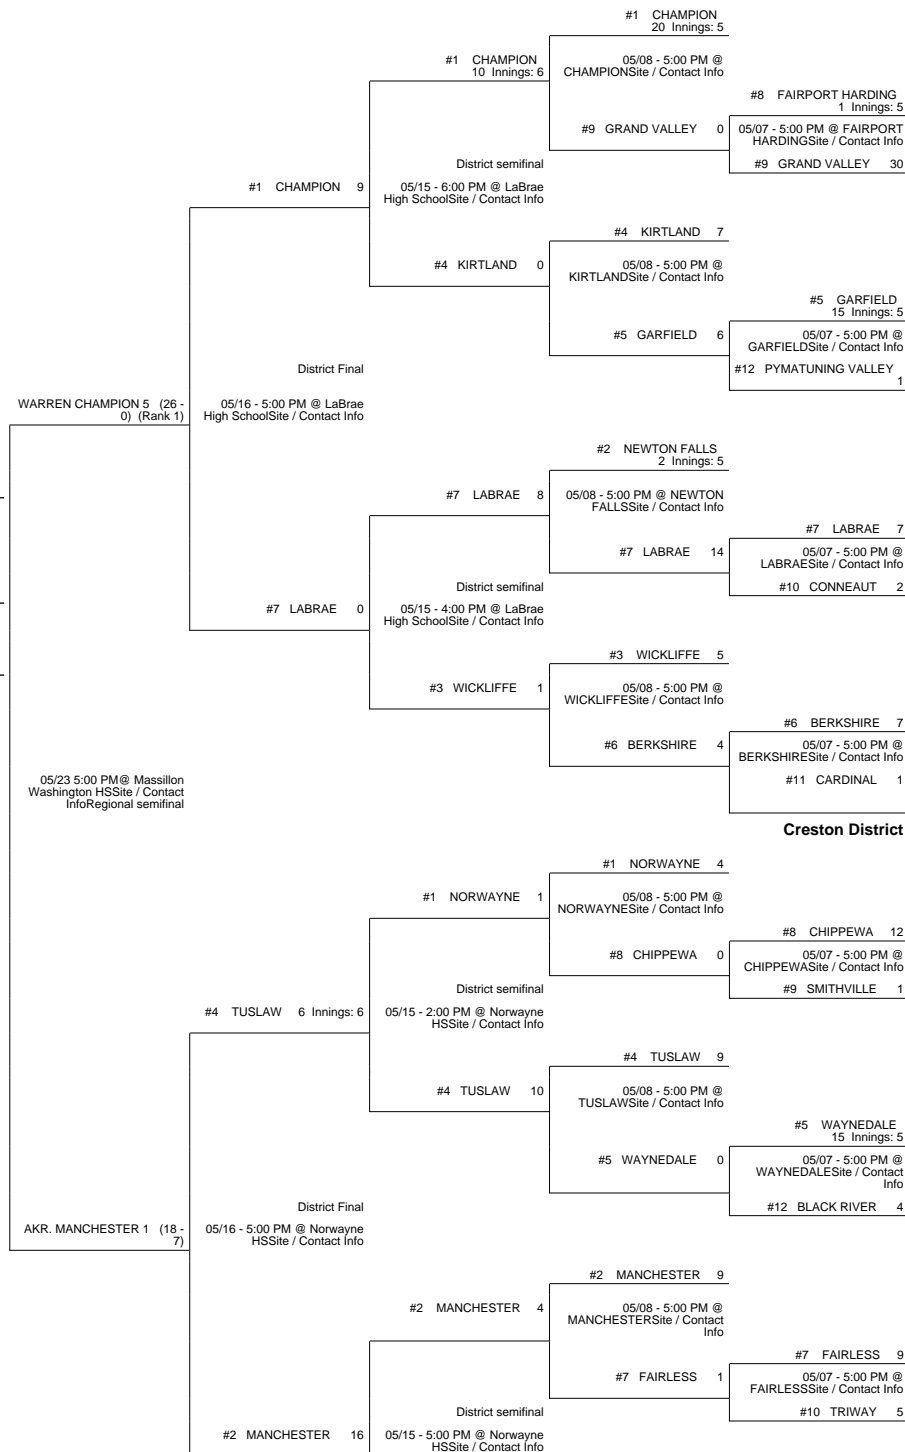 #1 CHAMPION
20 Innings: 5
#1 CHAMPION
10 Innings: 6
05/08 - 5:00 PM @
CHAMPIONSite / Contact Info
#8 FAIRPORT HARDING
1 Innings: 5
#9 GRAND VALLEY 0
05/07 - 5:00 PM @ FAIRPORT
HARDINGSite / Contact Info
#9 GRAND VALLEY 30
District semifinal
#1 CHAMPION 9
05/15 - 6:00 PM @ LaBrae
High SchoolSite / Contact Info
#4 KIRTLAND 7
#4 KIRTLAND 0
05/08 - 5:00 PM @
KIRTLANDSite / Contact Info
#5 GARFIELD
15 Innings: 5
#5 GARFIELD 6
05/07 - 5:00 PM @
GARFIELDSite / Contact Info
#12 PYMATUNING VALLEY
1
District Final
WARREN CHAMPION 5 (26 -
0) (Rank 1)
05/16 - 5:00 PM @ LaBrae
High SchoolSite / Contact Info
#2 NEWTON FALLS
2 Innings: 5
#7 LABRAE 8
05/08 - 5:00 PM @ NEWTON
FALLSSite / Contact Info
#7 LABRAE 7
#7 LABRAE 14
05/07 - 5:00 PM @
LABRAESite / Contact Info
#10 CONNEAUT 2
District semifinal
#7 LABRAE 0
05/15 - 4:00 PM @ LaBrae
High SchoolSite / Contact Info
#3 WICKLIFFE 5
#3 WICKLIFFE 1
05/08 - 5:00 PM @
WICKLIFFESite / Contact Info
#6 BERKSHIRE 7
#6 BERKSHIRE 4
05/07 - 5:00 PM @
BERKSHIRESite / Contact Info
#11 CARDINAL 1
05/23 5:00 PM@ Massillon
Washington HSSite / Contact
InfoRegional semifinal
Creston District
#1 NORWAYNE 4
#1 NORWAYNE 1
05/08 - 5:00 PM @
NORWAYNESite / Contact Info
#8 CHIPPEWA 12
#8 CHIPPEWA 0
05/07 - 5:00 PM @
CHIPPEWASite / Contact Info
#9 SMITHVILLE 1
District semifinal
#4 TUSLAW 6 Innings: 6
05/15 - 2:00 PM @ Norwayne
HSSite / Contact Info
#4 TUSLAW 9
#4 TUSLAW 10
05/08 - 5:00 PM @
TUSLAWSite / Contact Info
#5 WAYNEDALE
15 Innings: 5
#5 WAYNEDALE 0
05/07 - 5:00 PM @
WAYNEDALESite / Contact
Info
#12 BLACK RIVER 4
District Final
AKR. MANCHESTER 1 (18 -
7)
05/16 - 5:00 PM @ Norwayne
HSSite / Contact Info
#2 MANCHESTER 9
#2 MANCHESTER 4
05/08 - 5:00 PM @
MANCHESTERSite / Contact
Info
#7 FAIRLESS 9
#7 FAIRLESS 1
05/07 - 5:00 PM @
FAIRLESSSite / Contact Info
#10 TRIWAY 5
District semifinal
#2 MANCHESTER 16
05/15 - 5:00 PM @ Norwayne
HSSite / Contact Info